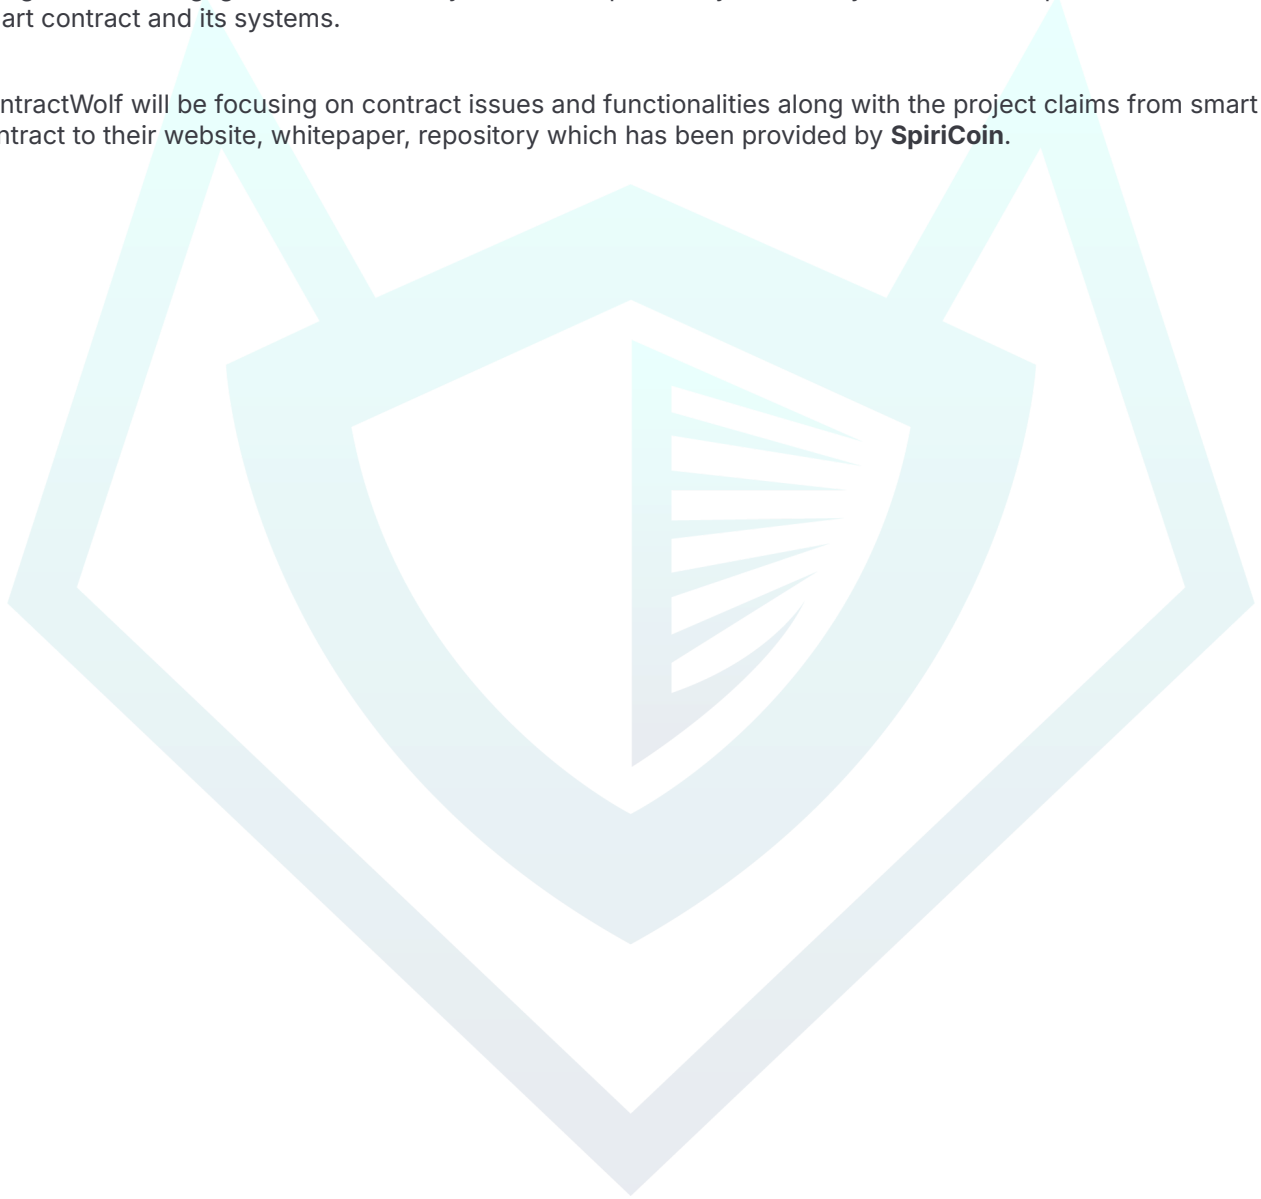 art contract and its systems.
ntractWolf will be focusing on contract issues and functionalities along with the project claims from smart
ntract to their website, whitepaper, repository which has been provided by SpiriCoin.